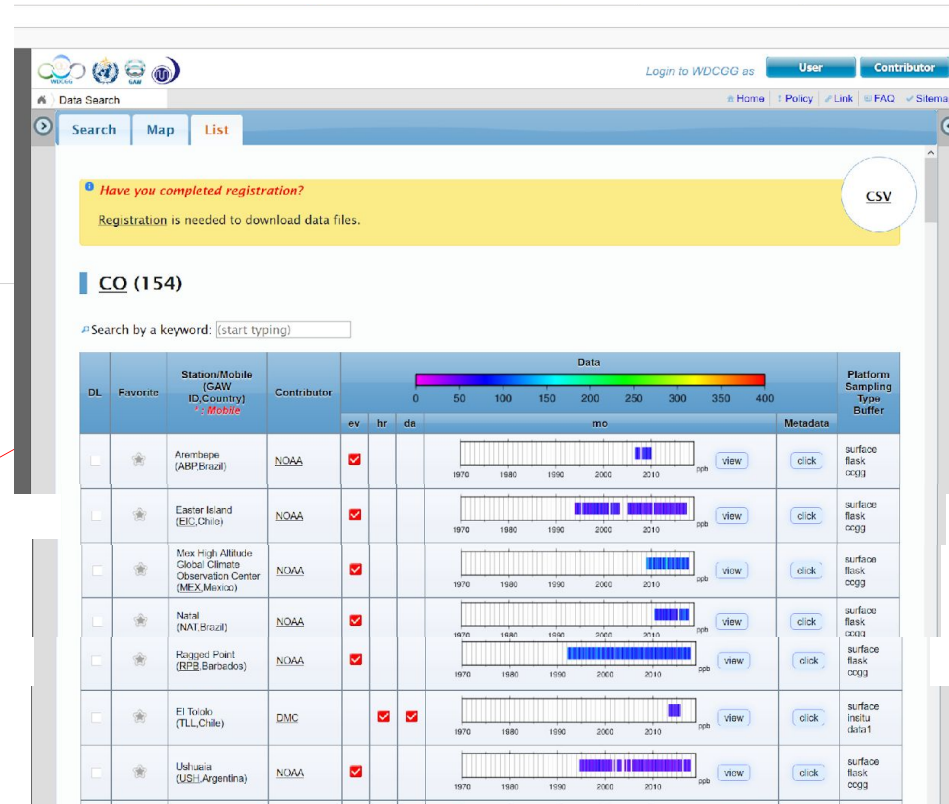 Login to WDCGG as User Contributor
Data Search
Home Policy Link FAQ Sitema
Search Map List
Have you completed registration?
Registration is needed to download data files.
CSV
CO (154)
Search by a keyword: (start typing)
DL Favorite Station/Mobile (GAW ID,Country) * : Mobile Contributor Data Platform Sampling Type Buffer
0 50 100 150 200 250 300 350 400
ev hr da mo Metadata
Arembepe
(ABP,Brazil)
NOAA
1970 1980 1990 2000 2010 ppb
view
click
surface
flask
ccgg
Easter Island
(EIC,Chile)
NOAA
1970 1980 1990 2000 2010 ppb
view
click
surface
flask
ccgg
Mex High Altitude
Global Climate
Observation Center
(MEX,Mexico)
NOAA
1970 1980 1990 2000 2010 ppb
view
click
surface
flask
ccgg
Natal
(NAT,Brazil)
NOAA
1970 1980 1990 2000 2010 ppb
view
click
surface
flask
ccgg
Ragged Point
(RPB,Barbados)
NOAA
1970 1980 1990 2000 2010 ppb
view
click
surface
flask
ccgg
El Tololo
(TLL,Chile)
DMC
1970 1980 1990 2000 2010 ppb
view
click
surface
insitu
data1
Ushuaia
(USH,Argentina)
NOAA
1970 1980 1990 2000 2010 ppb
view
click
surface
flask
ccgg